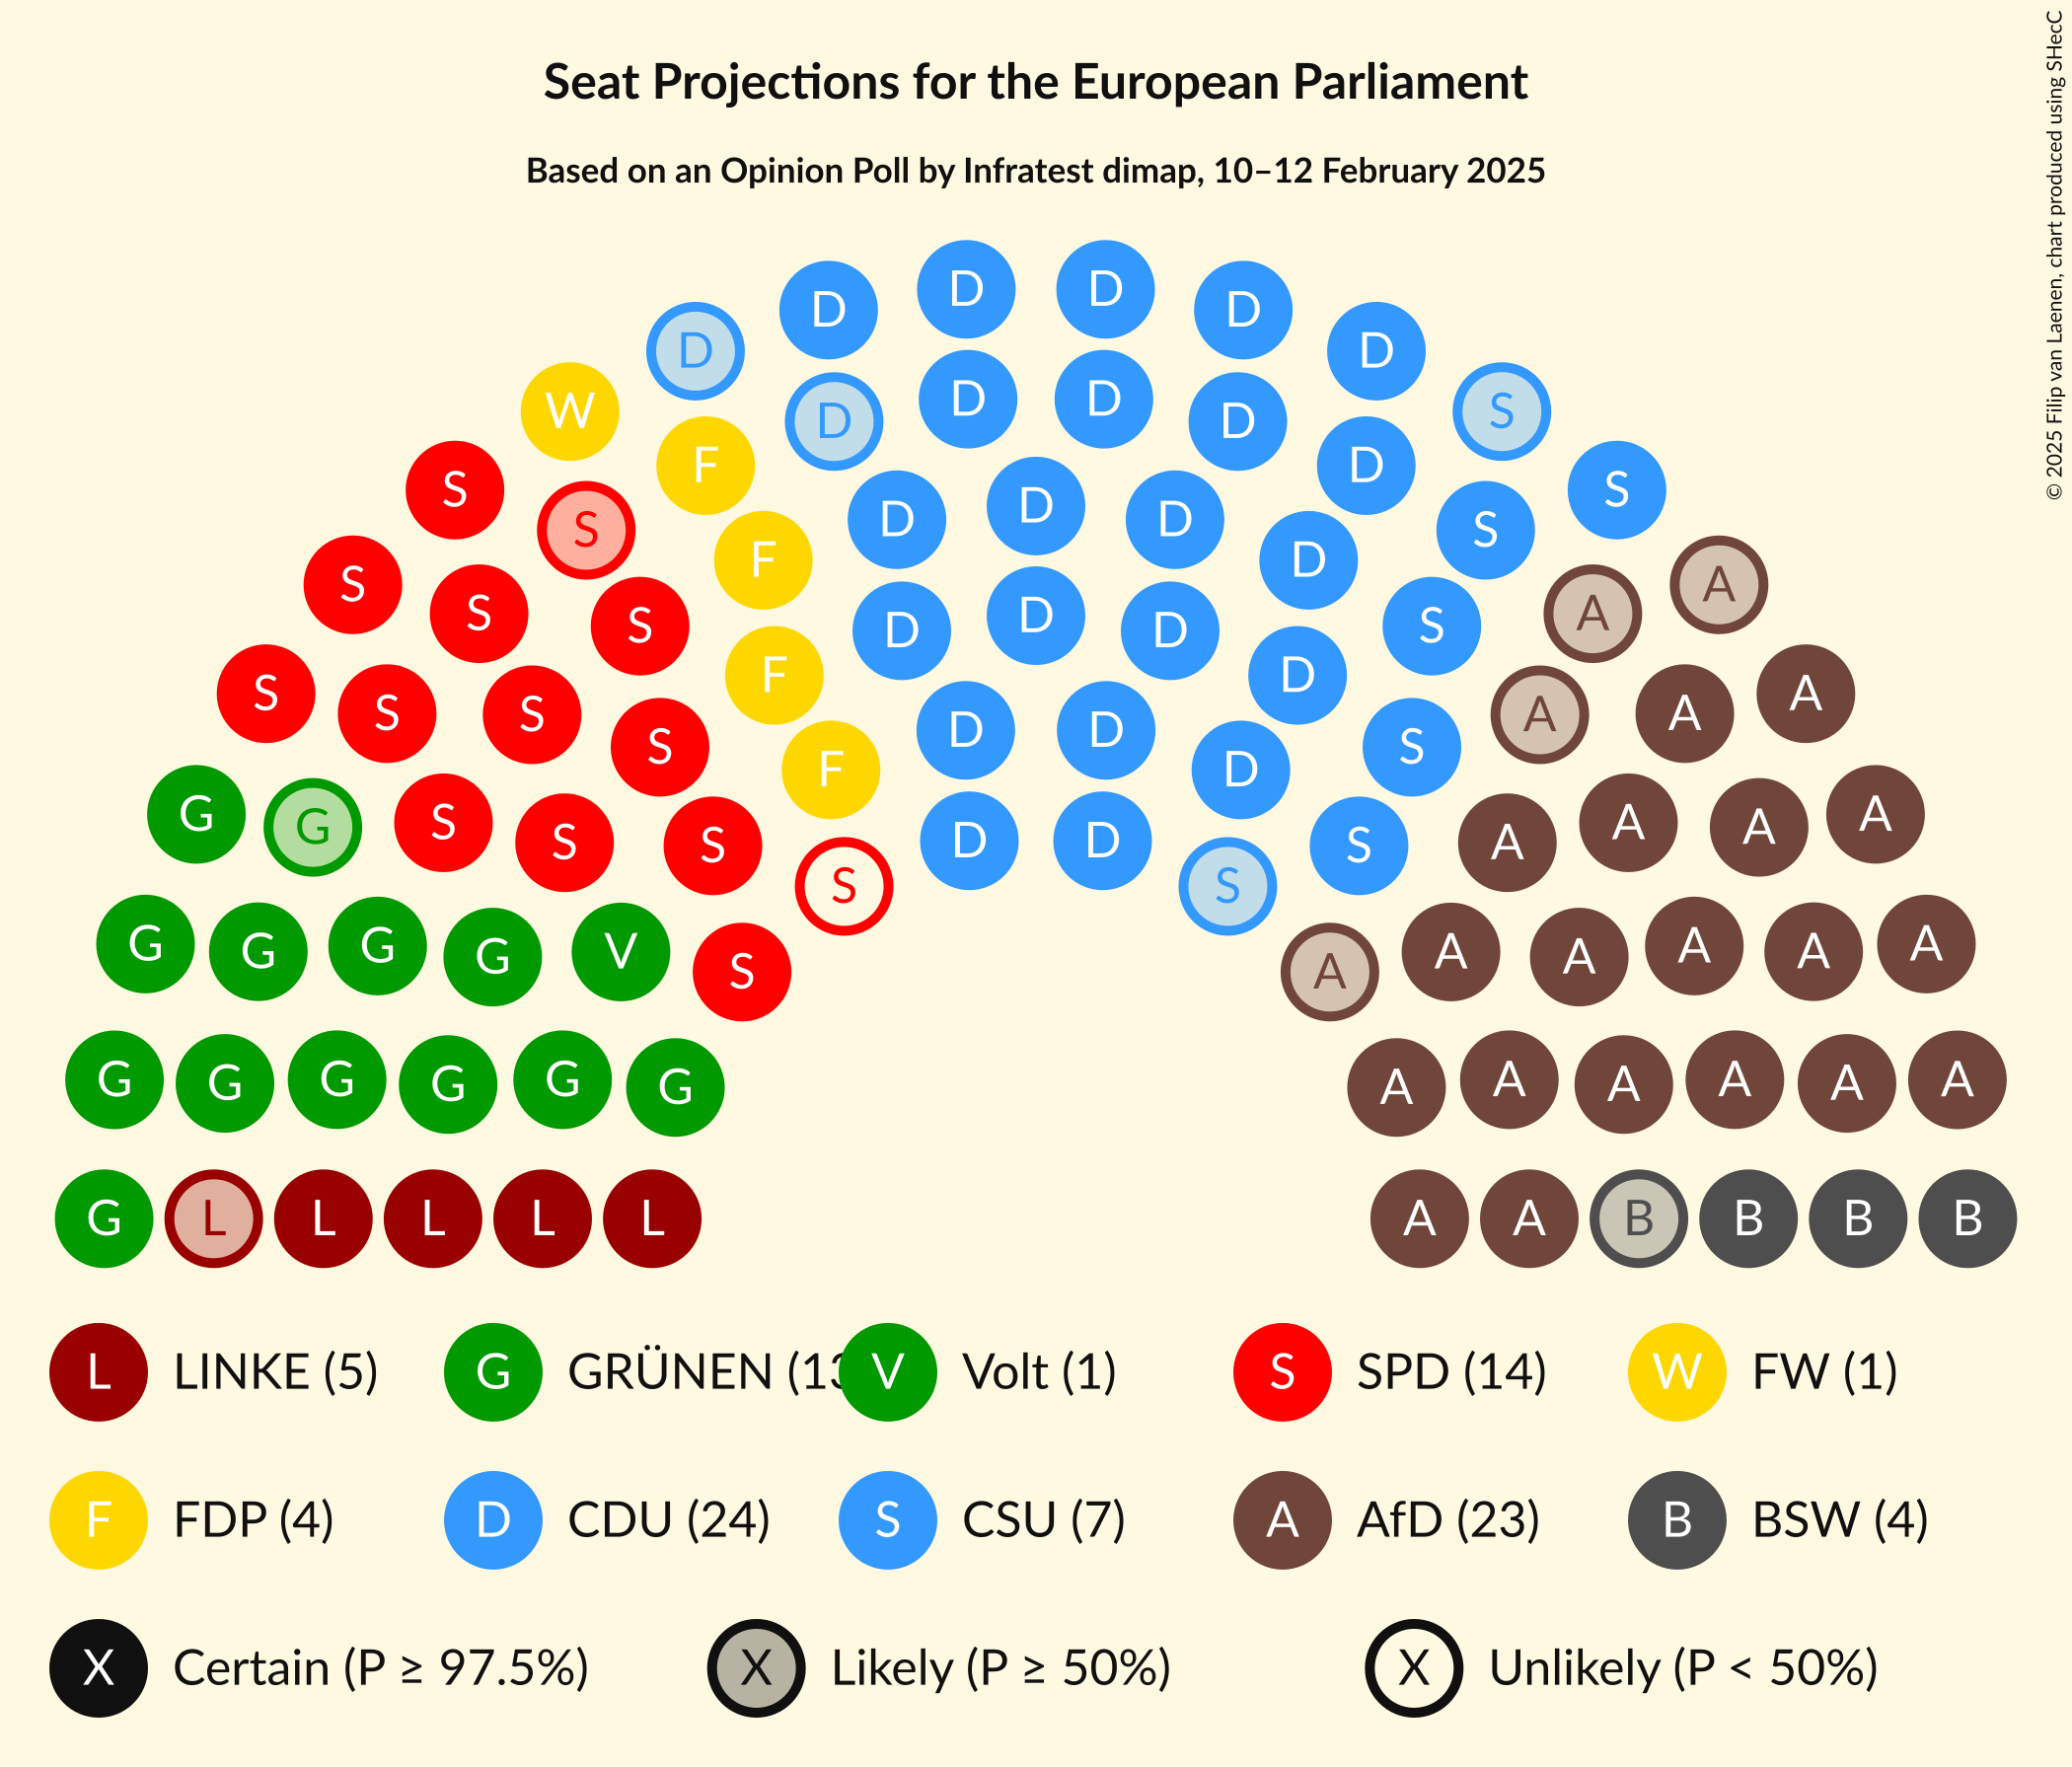 Seat Projections for the European Parliament
Based on an Opinion Poll by Infratest dimap, 10–12 February 2025
© 2025 Filip van Laenen, chart produced using SHecC
D D
D D
D D
D D
W S
D D
F D
S S
D
D D
S S
F D
S A
S D A
S D D S
F D
S A
S S A A
D D
S S
F D
G A
G S A A
S S D D S A
S S
G G G G V A A A A A
S A
G G G G G G A A A A A A
G L L L L L A A B B B B
L LINKE (5) G GRÜNEN (13 V Volt (1) S SPD (14) W FW (1)
F FDP (4) D CDU (24) S CSU (7) A AfD (23) B BSW (4)
X Certain (P ≥ 97.5%) X Likely (P ≥ 50%) X Unlikely (P < 50%)